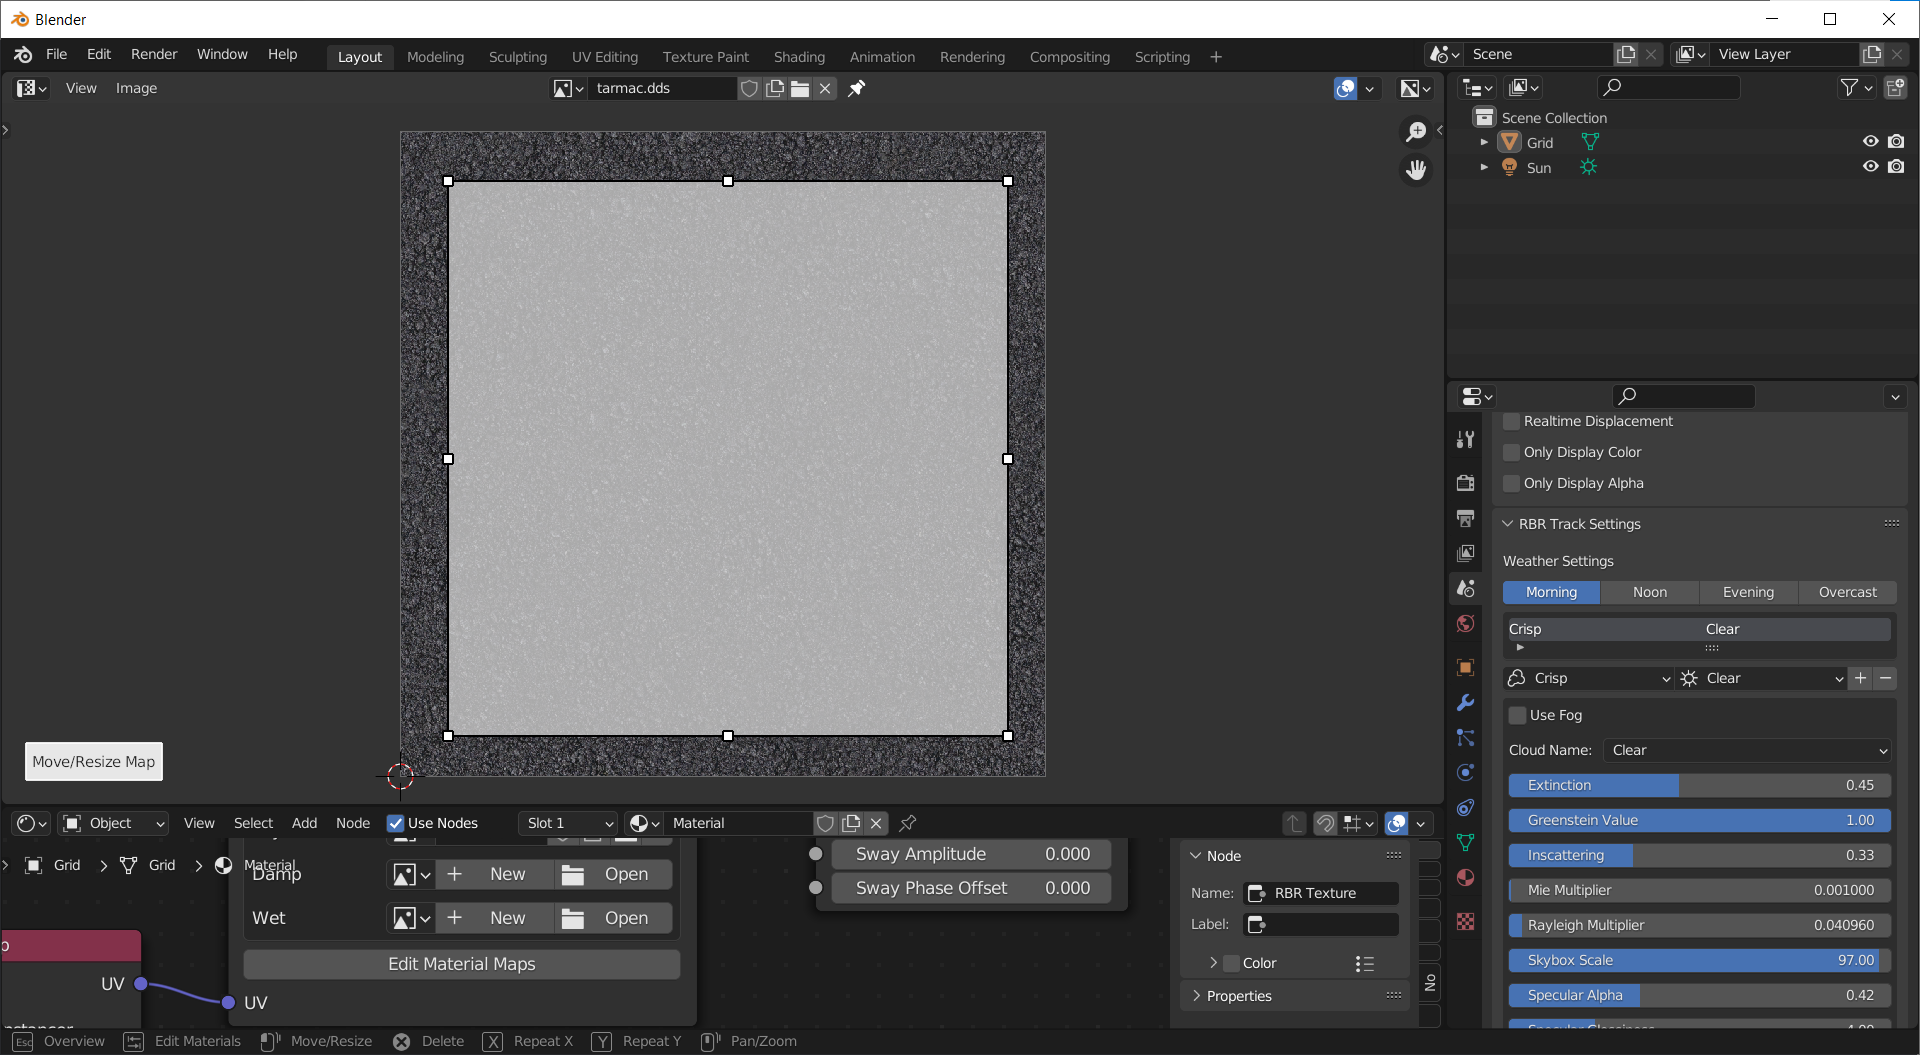 Blender
File Edit Render Window Help Layout Modeling Sculpting UV Editing Texture Paint Shading Animation Rendering Compositing Scripting Scene View Layer
View Image tarmac.dds
Scene Collection
Grid
Sun
Realtime Displacement
Only Display Color
Only Display Alpha
RBR Track Settings
Weather Settings
Morning Noon Evening Overcast
Crisp Clear
Crisp Clear
Use Fog
Cloud Name: Clear
Extinction 0.45
Greenstein Value 1.00
Inscattering 0.33
Mie Multiplier 0.001000
Rayleigh Multiplier 0.040960
Skybox Scale 97.00
Specular Alpha 0.42
Move/Resize Map
Object View Select Add Node Use Nodes Slot 1 Material
Grid Grid Material
Damp New Open
Wet New Open
Edit Material Maps
UV
UV
Sway Amplitude 0.000
Sway Phase Offset 0.000
Node
Name: RBR Texture
Label:
Color
Properties
No
Esc Overview Edit Materials Move/Resize Delete X Repeat X Y Repeat Y Pan/Zoom